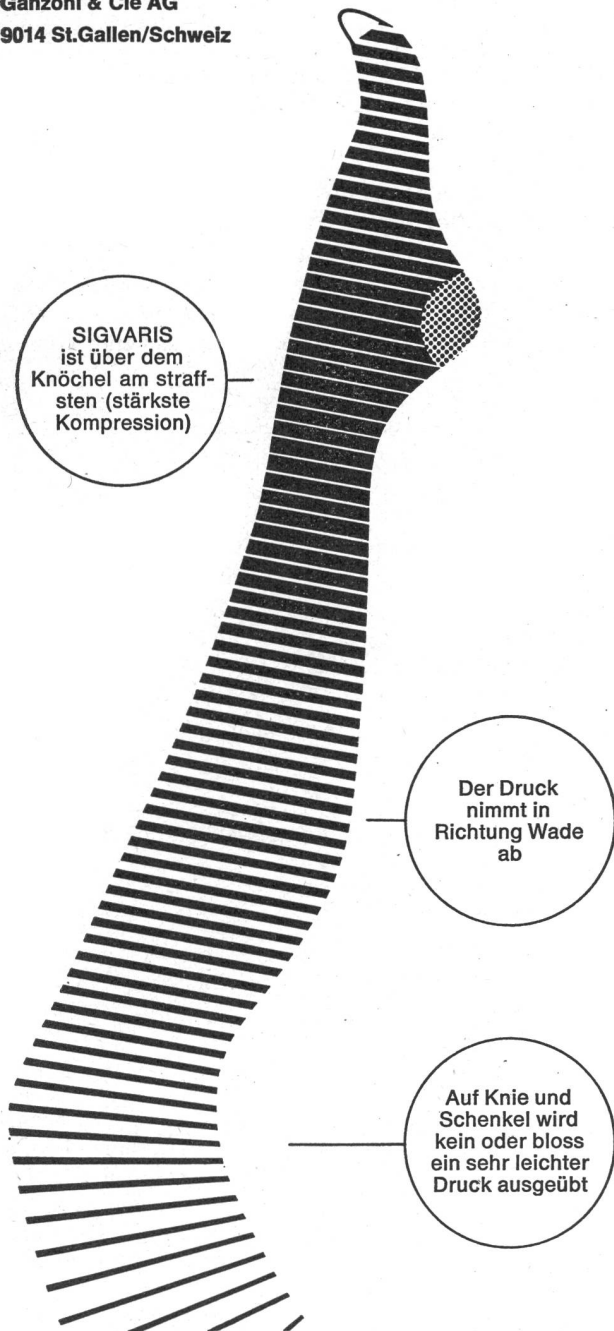 Ganzoni & Cie AG
9014 St.Gallen/Schweiz
SIGVARIS
ist über dem
Knöchel am straff-
sten (stärkste
Kompression)
Der Druck
nimmt in
Richtung Wade
ab
Auf Knie und
Schenkel wird
kein oder bloss
ein sehr leichter
Druck ausgeübt